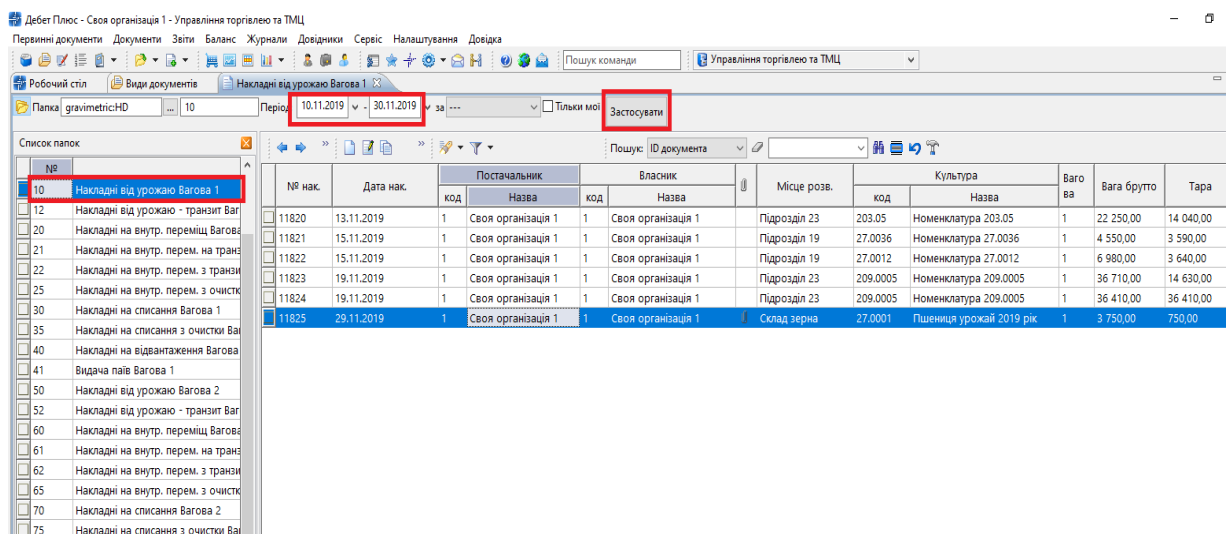 Дебет Плюс - Своя організація 1 - Управління торгівлею та ТМЦ
Первинні документи Документи Звіти Баланс Журнали Довідники Сервіс Налаштування Довідка
Пошук команди Управління торгівлею та ТМЦ
Робочий стіл Види документів Накладні від урожаю Вагова 1
Папка gravimetric:HD ... 10 Період 10.11.2019 - 30.11.2019 за --- Тільки мої Застосувати
Список папок Пошук: ID документа
№
10 Накладні від урожаю Вагова 1
12 Накладні від урожаю - транзит Ваг
20 Накладні на внутр. переміщ Вагова
21 Накладні на внутр. перем. на транз
22 Накладні на внутр. перем. з транзи
25 Накладні на внутр. перем. з очистк
30 Накладні на списання Вагова 1
35 Накладні на списання з очистки Ваг
40 Накладні на відвантаження Вагова
41 Видача паїв Вагова 1
50 Накладні від урожаю Вагова 2
52 Накладні від урожаю - транзит Ваг
60 Накладні на внутр. переміщ Вагова
61 Накладні на внутр. перем. на транз
62 Накладні на внутр. перем. з транзи
65 Накладні на внутр. перем. з очистк
70 Накладні на списання Вагова 2
75 Накладні на списання з очистки Ваг
№ нак. Дата нак. Постачальник Власник Місце розв. Культура Вагова Вага брутто Тара
код Назва код Назва код Назва
11820 13.11.2019 1 Своя організація 1 1 Своя організація 1 Підрозділ 23 203.05 Номенклатура 203.05 1 22 250,00 14 040,00
11821 15.11.2019 1 Своя організація 1 1 Своя організація 1 Підрозділ 19 27.0036 Номенклатура 27.0036 1 4 550,00 3 590,00
11822 15.11.2019 1 Своя організація 1 1 Своя організація 1 Підрозділ 19 27.0012 Номенклатура 27.0012 1 6 980,00 3 640,00
11823 19.11.2019 1 Своя організація 1 1 Своя організація 1 Підрозділ 23 209.0005 Номенклатура 209.0005 1 36 710,00 14 630,00
11824 19.11.2019 1 Своя організація 1 1 Своя організація 1 Підрозділ 23 209.0005 Номенклатура 209.0005 1 36 410,00 36 410,00
11825 29.11.2019 1 Своя організація 1 1 Своя організація 1 Склад зерна 27.0001 Пшениця урожай 2019 рік 1 3 750,00 750,00